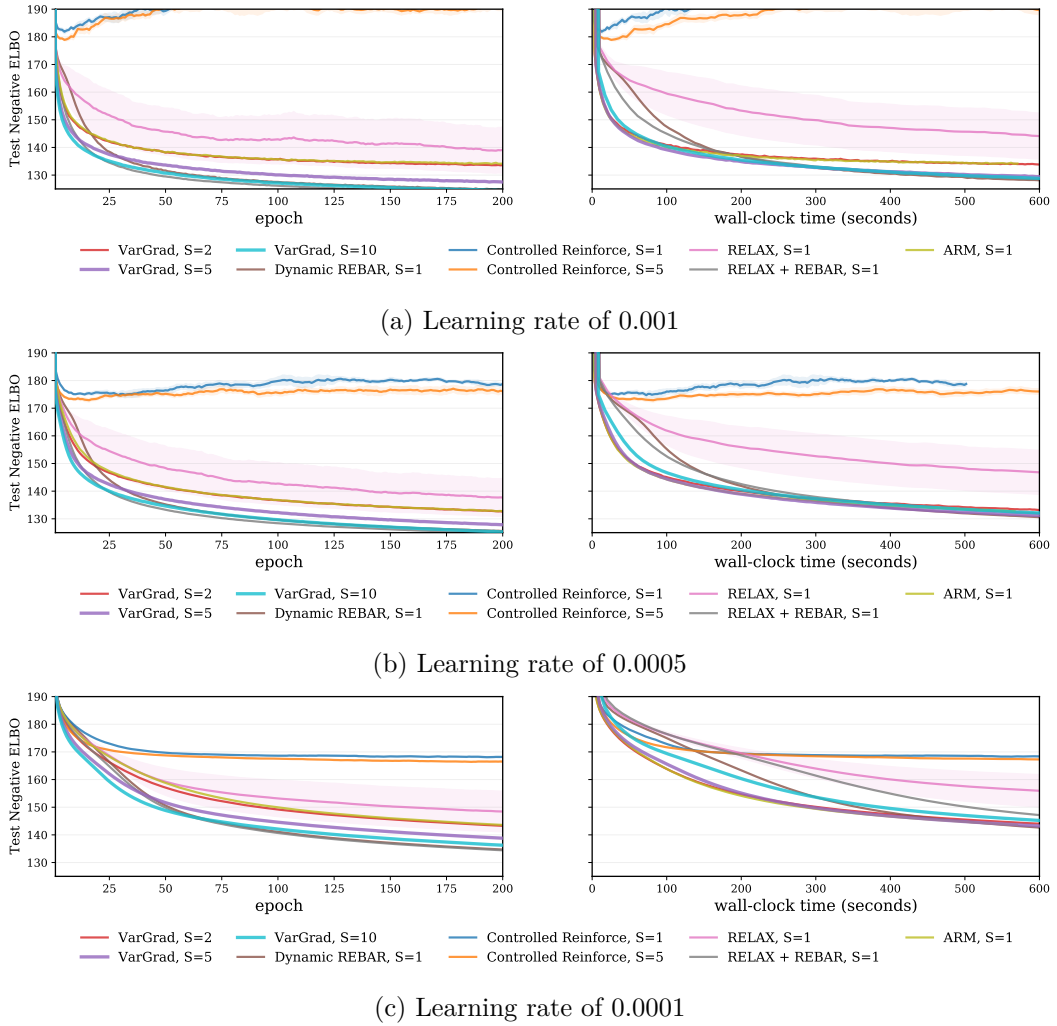 190
180
170
160
150
140
130
Test Negative ELBO
25 50 75 100 125 150 175 200
epoch
0 100 200 300 400 500 600
wall-clock time (seconds)
VarGrad, S=2 VarGrad, S=10 Controlled Reinforce, S=1 RELAX, S=1 ARM, S=1
VarGrad, S=5 Dynamic REBAR, S=1 Controlled Reinforce, S=5 RELAX + REBAR, S=1
(a) Learning rate of 0.001
190
180
170
160
150
140
130
Test Negative ELBO
25 50 75 100 125 150 175 200
epoch
0 100 200 300 400 500 600
wall-clock time (seconds)
VarGrad, S=2 VarGrad, S=10 Controlled Reinforce, S=1 RELAX, S=1 ARM, S=1
VarGrad, S=5 Dynamic REBAR, S=1 Controlled Reinforce, S=5 RELAX + REBAR, S=1
(b) Learning rate of 0.0005
190
180
170
160
150
140
130
Test Negative ELBO
25 50 75 100 125 150 175 200
epoch
0 100 200 300 400 500 600
wall-clock time (seconds)
VarGrad, S=2 VarGrad, S=10 Controlled Reinforce, S=1 RELAX, S=1 ARM, S=1
VarGrad, S=5 Dynamic REBAR, S=1 Controlled Reinforce, S=5 RELAX + REBAR, S=1
(c) Learning rate of 0.0001